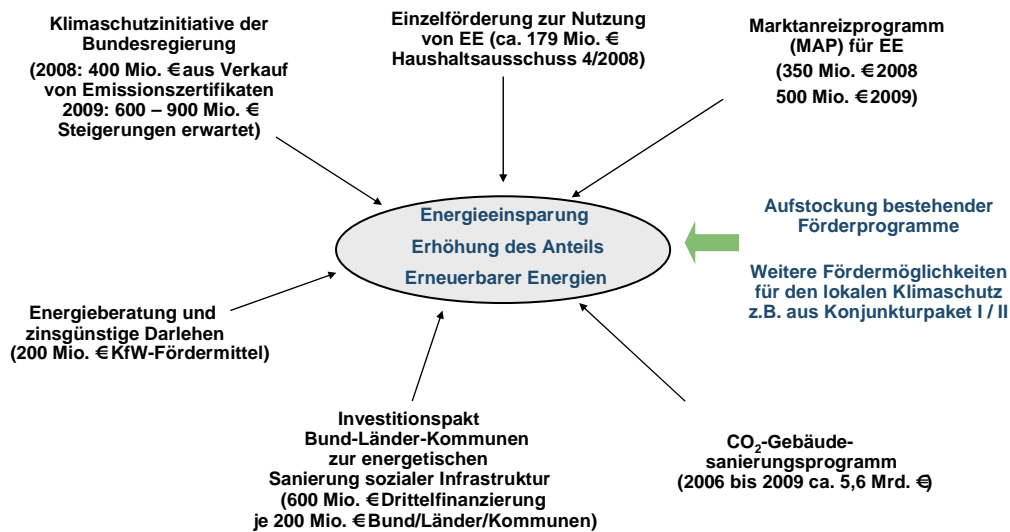 Klimaschutzinitiative der
Bundesregierung
(2008: 400 Mio. € aus Verkauf
von Emissionszertifikaten
2009: 600 – 900 Mio. €
Steigerungen erwartet)
Einzelförderung zur Nutzung
von EE (ca. 179 Mio. €
Haushaltsausschuss 4/2008)
Marktanreizprogramm
(MAP) für EE
(350 Mio. € 2008
500 Mio. € 2009)
Energieeinsparung
Erhöhung des Anteils
Erneuerbarer Energien
Aufstockung bestehender
Förderprogramme
Weitere Fördermöglichkeiten
für den lokalen Klimaschutz
z.B. aus Konjunkturpaket I / II
Energieberatung und
zinsgünstige Darlehen
(200 Mio. € KfW-Fördermittel)
Investitionspakt
Bund-Länder-Kommunen
zur energetischen
Sanierung sozialer Infrastruktur
(600 Mio. € Drittelfinanzierung
je 200 Mio. € Bund/Länder/Kommunen)
CO₂-Gebäude-
sanierungsprogramm
(2006 bis 2009 ca. 5,6 Mrd. €)